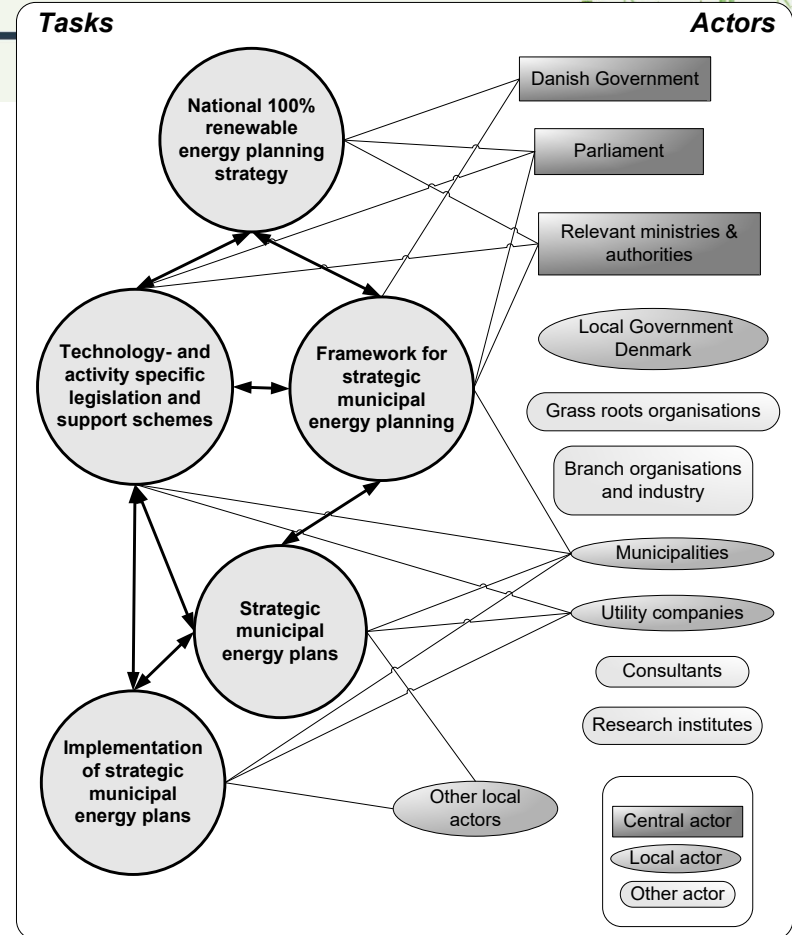 Tasks
Actors
National 100%
renewable
energy planning
strategy
Danish Government
Parliament
Relevant ministries &
authorities
Technology- and
activity specific
legislation and
support schemes
Framework for
strategic
municipal
energy planning
Local Government
Denmark
Grass roots organisations
Branch organisations
and industry
Municipalities
Strategic
municipal
energy plans
Utility companies
Consultants
Research institutes
Implementation
of strategic
municipal
energy plans
Other local
actors
Central actor
Local actor
Other actor